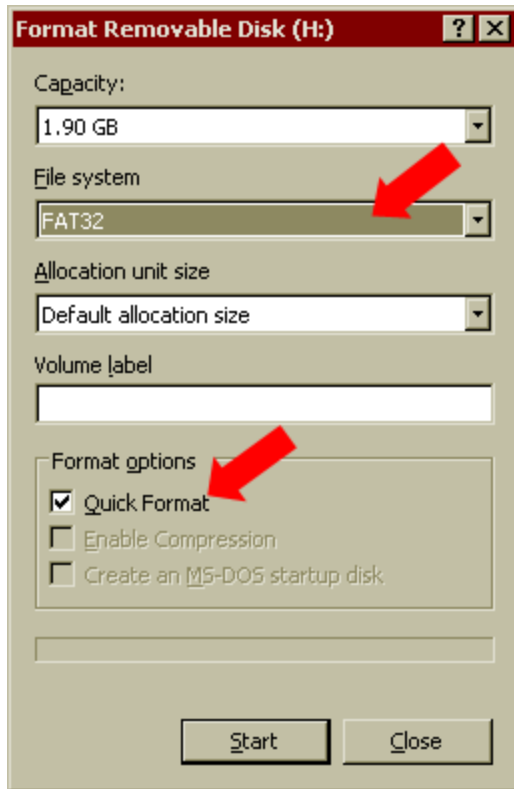 Format Removable Disk (H:)
Capacity:
1.90 GB
File system
FAT32
Allocation unit size
Default allocation size
Volume label
Format options
Quick Format
Enable Compression
Create an MS-DOS startup disk
Start Close